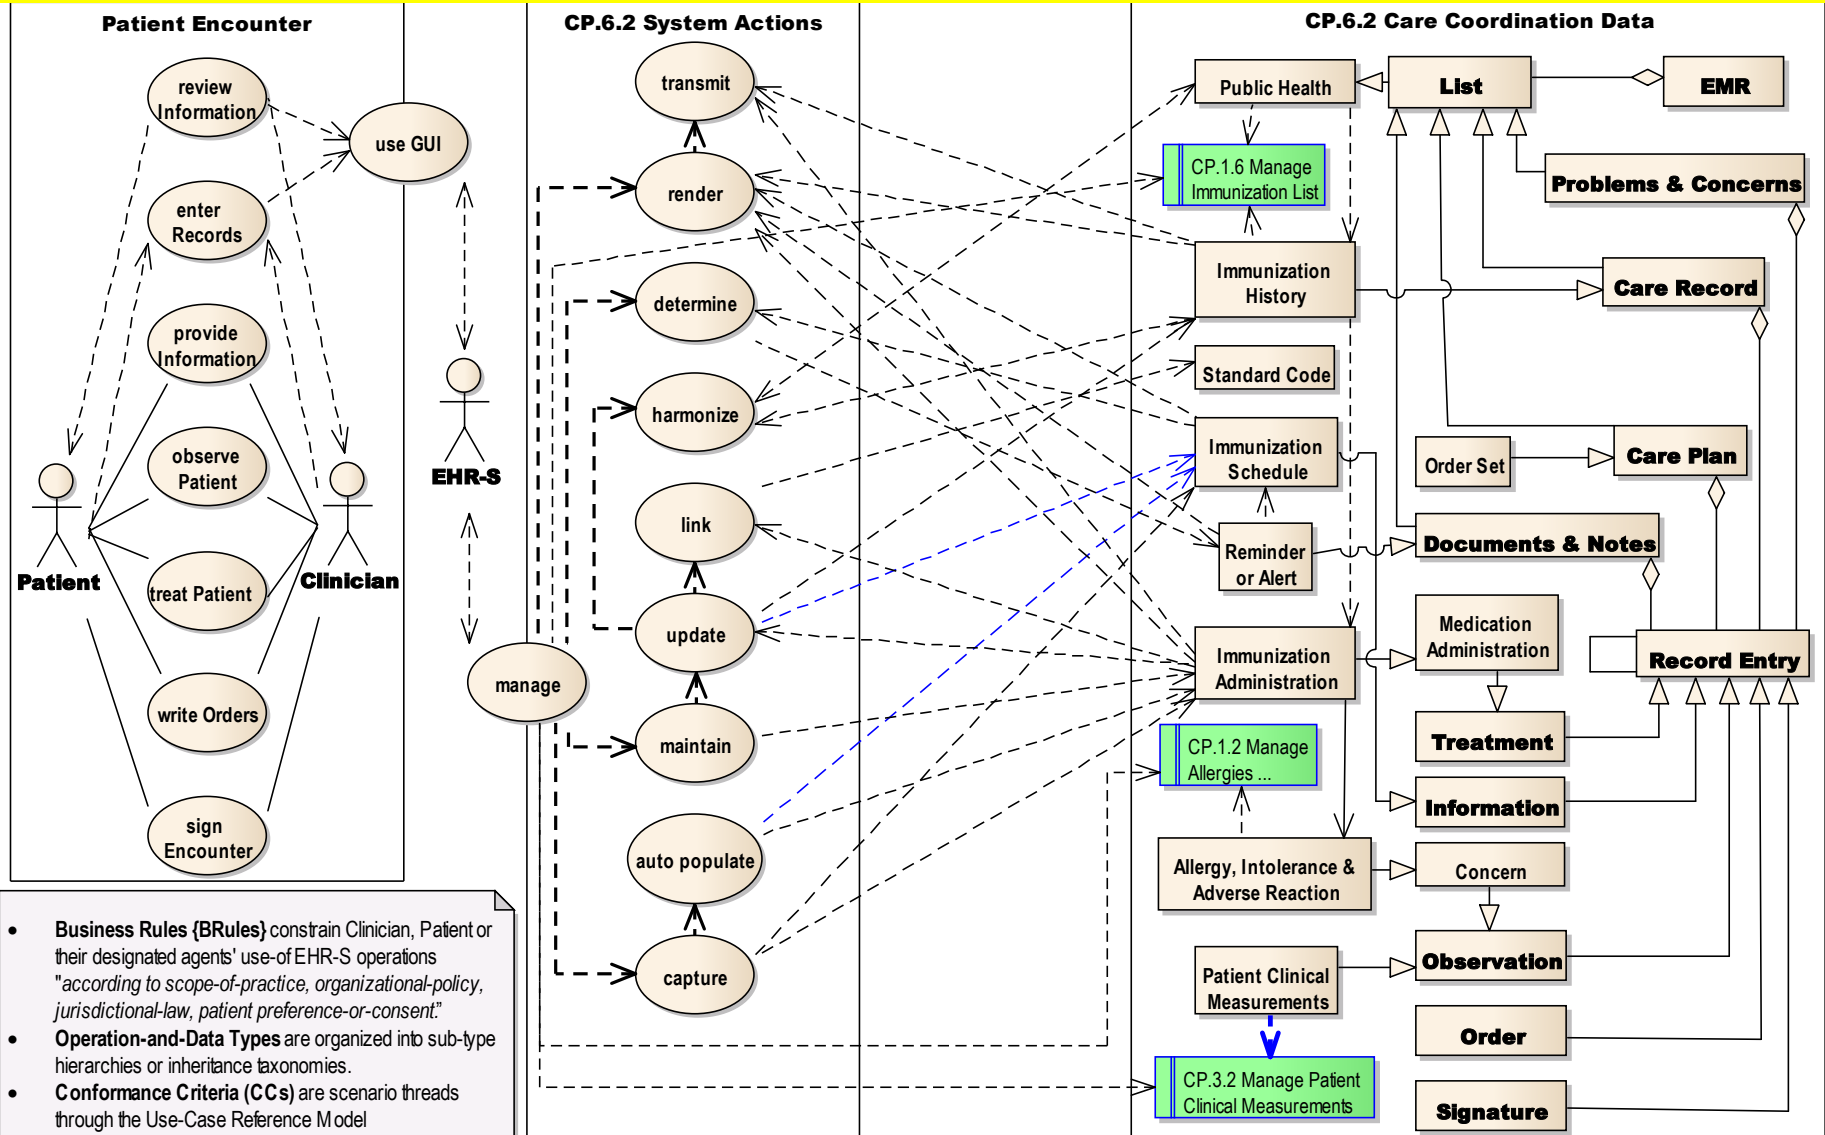 Patient Encounter
review
Information
use GUI
enter
Records
provide
Information
observe
Patient
treat Patient
write Orders
sign
Encounter
Patient
Clinician
EHR-S
manage
CP.6.2 System Actions
transmit
render
determine
harmonize
link
update
maintain
auto populate
capture
CP.6.2 Care Coordination Data
Public Health
List
EMR
CP.1.6 Manage
Immunization List
Problems & Concerns
Immunization
History
Care Record
Standard Code
Immunization
Schedule
Order Set
Care Plan
Reminder
or Alert
Documents & Notes
Immunization
Administration
Medication
Administration
Record Entry
CP.1.2 Manage
Allergies ...
Treatment
Information
Allergy, Intolerance &
Adverse Reaction
Concern
Patient Clinical
Measurements
Observation
Order
CP.3.2 Manage Patient
Clinical Measurements
Signature
• Business Rules {BRules} constrain Clinician, Patient or
their designated agents' use-of EHR-S operations
"according to scope-of-practice, organizational-policy,
jurisdictional-law, patient preference-or-consent."
• Operation-and-Data Types are organized into sub-type
hierarchies or inheritance taxonomies.
• Conformance Criteria (CCs) are scenario threads
through the Use-Case Reference Model